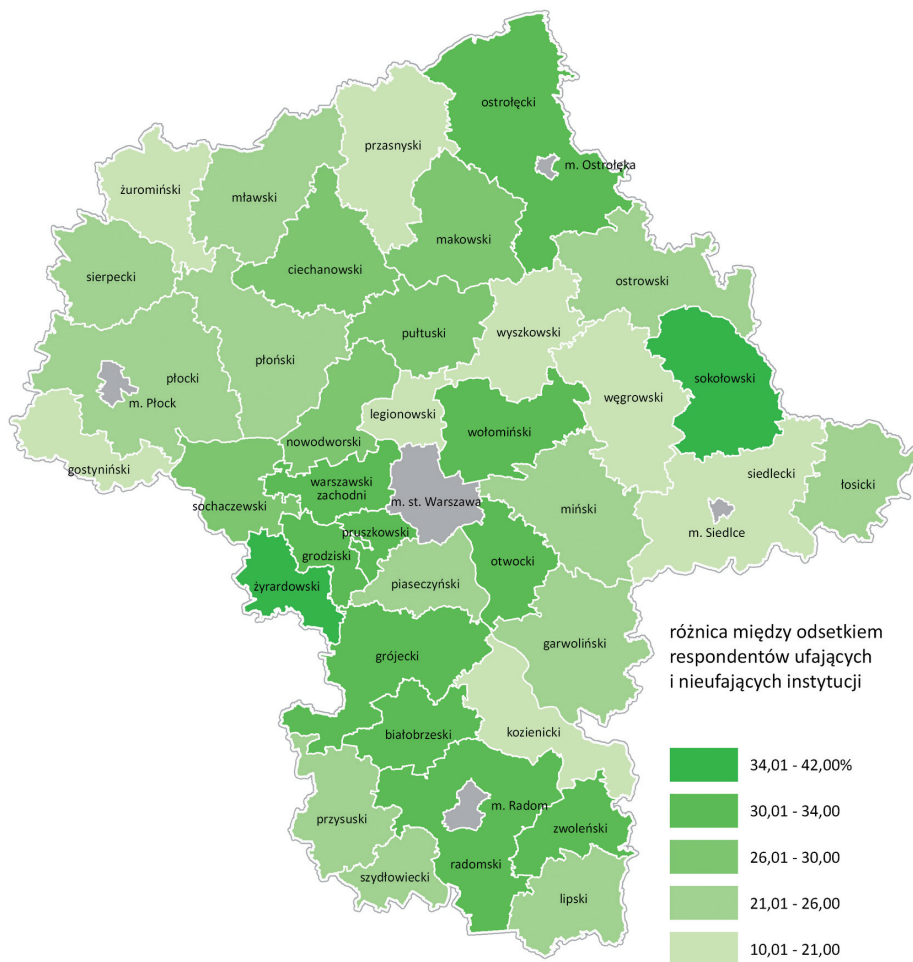 ostrołęcki
przasnyski
m. Ostrołęka
żuromiński
mławski
makowski
ciechanowski
sierpecki
ostrowski
wyszkowski
pułtuski
płoński
płocki
sokołowski
węgrowski
m. Płock
legionowski
wołomiński
nowodworski
gostyniński
siedlecki
łosicki
warszawski
zachodni
m. st. Warszawa
sochaczewski
miński
m. Siedlce
pruszkowski
grodziski
otwocki
żyrardowski
piaseczyński
garwoliński
różnica między odsetkiem
respondentów ufających
i nieufających instytucji
grójecki
kozienicki
białobrzeski
34,01 - 42,00%
m. Radom
30,01 - 34,00
przysuski
zwoleński
26,01 - 30,00
radomski
szydłowiecki
lipski
21,01 - 26,00
10,01 - 21,00